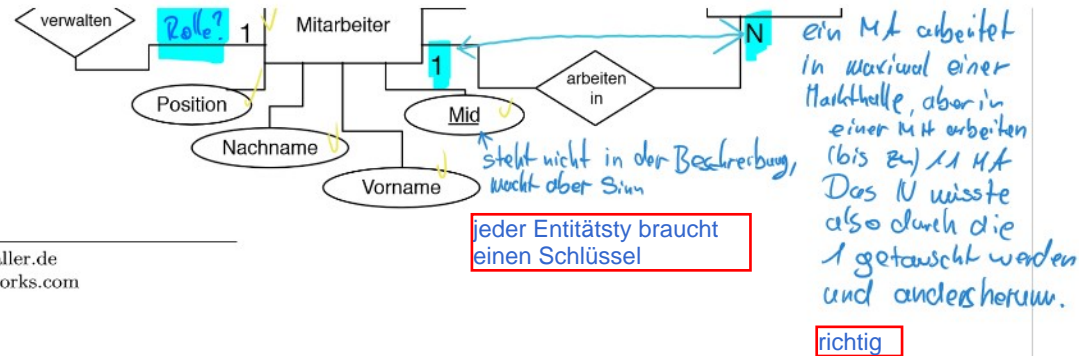 verwalten
Rolle?
1
Mitarbeiter
1
N
arbeiten
in
Position
Nachname
Vorname
Mid
steht nicht in der Beschreibung,
macht aber Sinn
jeder Entitätsty braucht
einen Schlüssel
ein MA arbeitet
in maximal einer
Markthalle, aber in
einer MH arbeiten
(bis zu) 11 MA
Das N müsste
also durch die
1 getauscht werden
und andersherum.
richtig
aller.de
orks.com